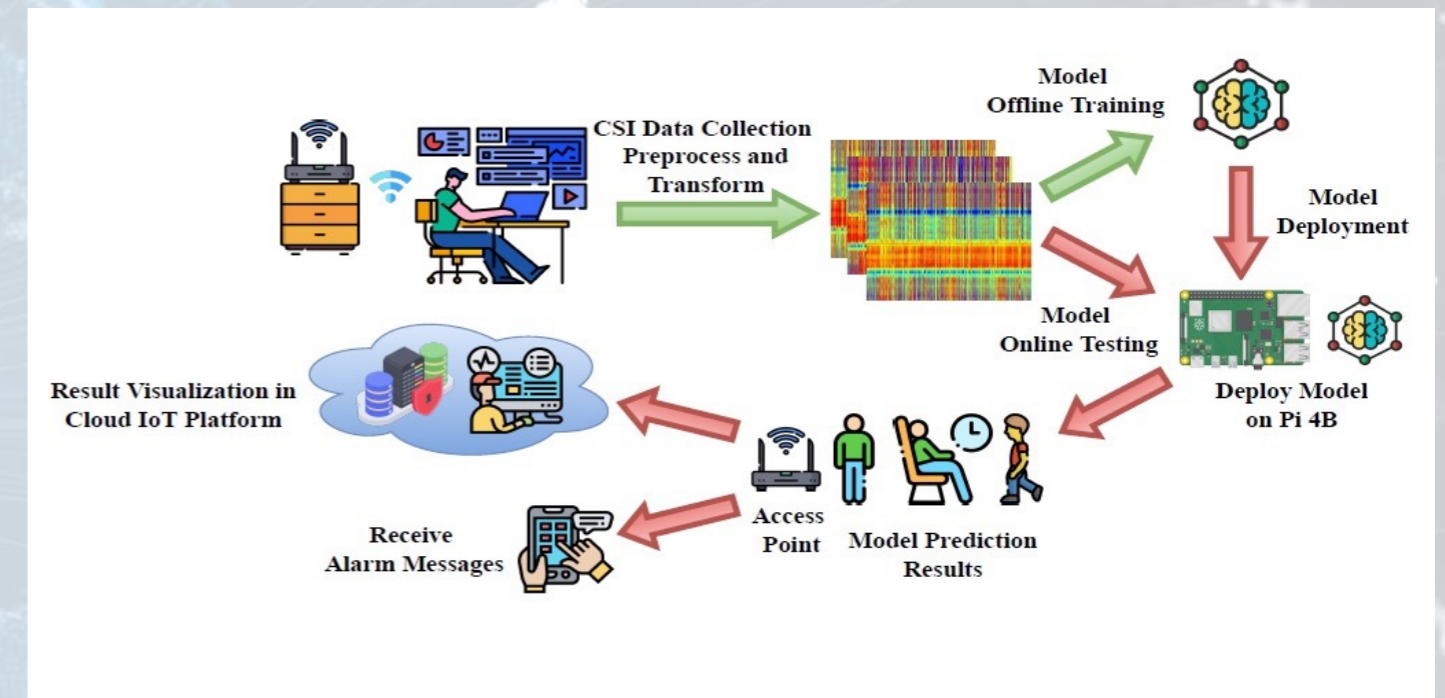 Model
Offline Training
CSI Data Collection
Preprocess and
Transform
Model
Deployment
Model
Online Testing
Deploy Model
on Pi 4B
Result Visualization in
Cloud IoT Platform
Access
Point
Model Prediction
Results
Receive
Alarm Messages